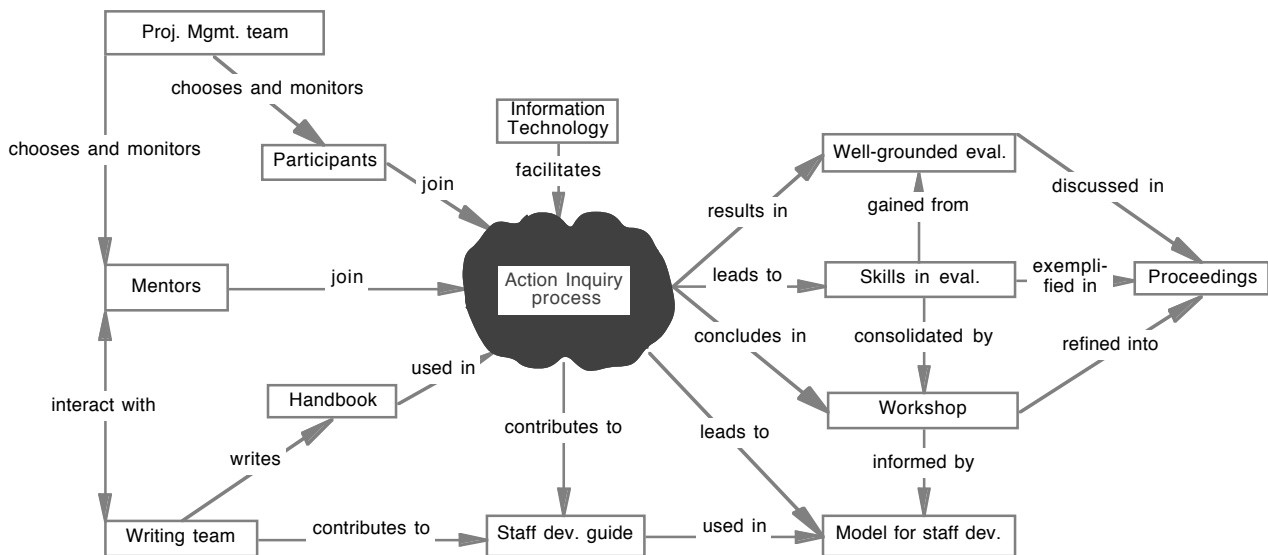 Proj. Mgmt. team
chooses and monitors
Information
Technology
chooses and monitors
Participants
join
facilitates
Well-grounded eval.
discussed in
results in
gained from
Mentors
join
Action Inquiry
process
leads to
Skills in eval.
exempli-
fied in
Proceedings
concludes in
consolidated by
refined into
used in
interact with
Handbook
Workshop
contributes to
leads to
writes
informed by
Writing team
contributes to
Staff dev. guide
used in
Model for staff dev.